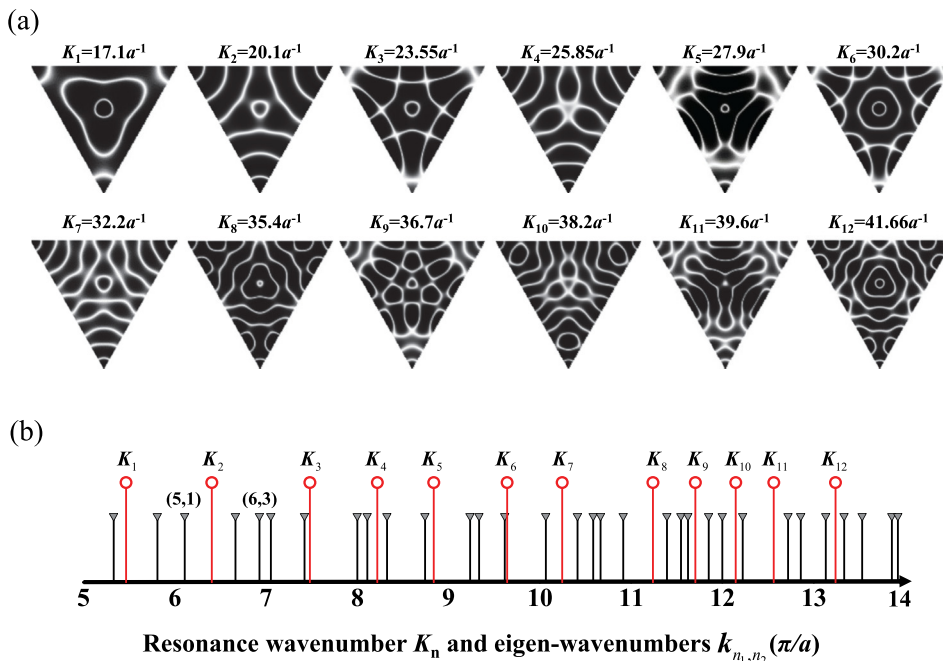 (a)
K₁=17.1a⁻¹ K₂=20.1a⁻¹ K₃=23.55a⁻¹ K₄=25.85a⁻¹ K₅=27.9a⁻¹ K₆=30.2a⁻¹
K₇=32.2a⁻¹ K₈=35.4a⁻¹ K₉=36.7a⁻¹ K₁₀=38.2a⁻¹ K₁₁=39.6a⁻¹ K₁₂=41.66a⁻¹
(b)
K₁ K₂ K₃ K₄ K₅ K₆ K₇ K₈ K₉ K₁₀ K₁₁ K₁₂
(5,1) (6,3)
5 6 7 8 9 10 11 12 13 14
Resonance wavenumber Kₙ and eigen-wavenumbers k_{n₁,n₂} (π/a)